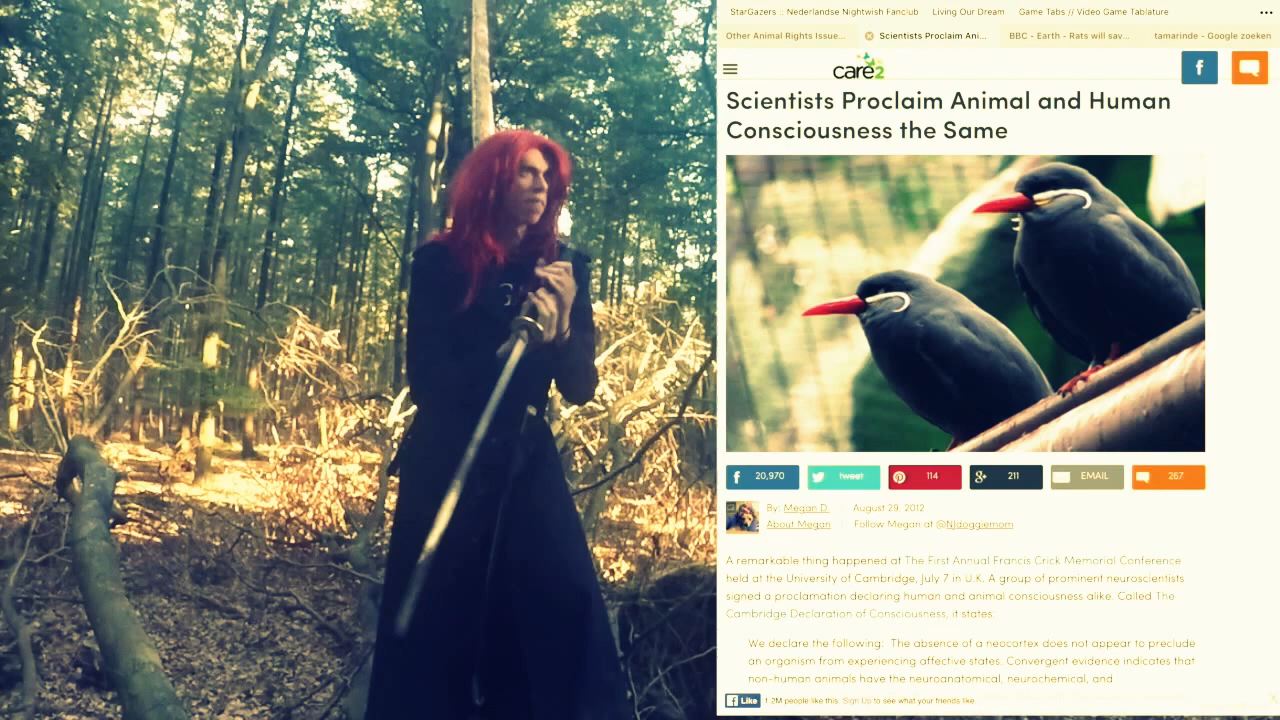 StarGazers :: Nederlandse Nightwish Fanclub Living Our Dream Game Tabs // Video Game Tablature
Other Animal Rights Issue... Scientists Proclaim Ani... BBC - Earth - Rats will sav... tamarinde - Google zoeken
care2
Scientists Proclaim Animal and Human
Consciousness the Same
20,970 tweet 114 211 EMAIL 267
By: Megan D. August 29, 2012
About Megan Follow Megan at @NJdoggiemom
A remarkable thing happened at The First Annual Francis Crick Memorial Conference
held at the University of Cambridge, July 7 in U.K. A group of prominent neuroscientists
signed a proclamation declaring human and animal consciousness alike. Called The
Cambridge Declaration of Consciousness, it states:
We declare the following: The absence of a neocortex does not appear to preclude
an organism from experiencing affective states. Convergent evidence indicates that
non-human animals have the neuroanatomical, neurochemical, and
Like 1.2M people like this. Sign Up to see what your friends like.